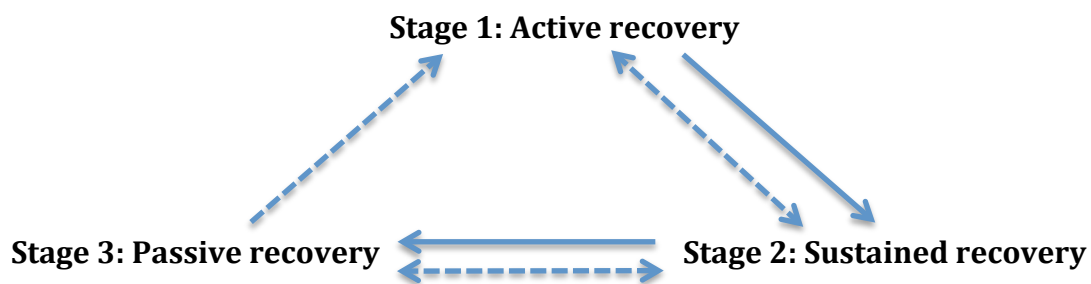 Stage 1: Active recovery
Stage 3: Passive recovery
Stage 2: Sustained recovery